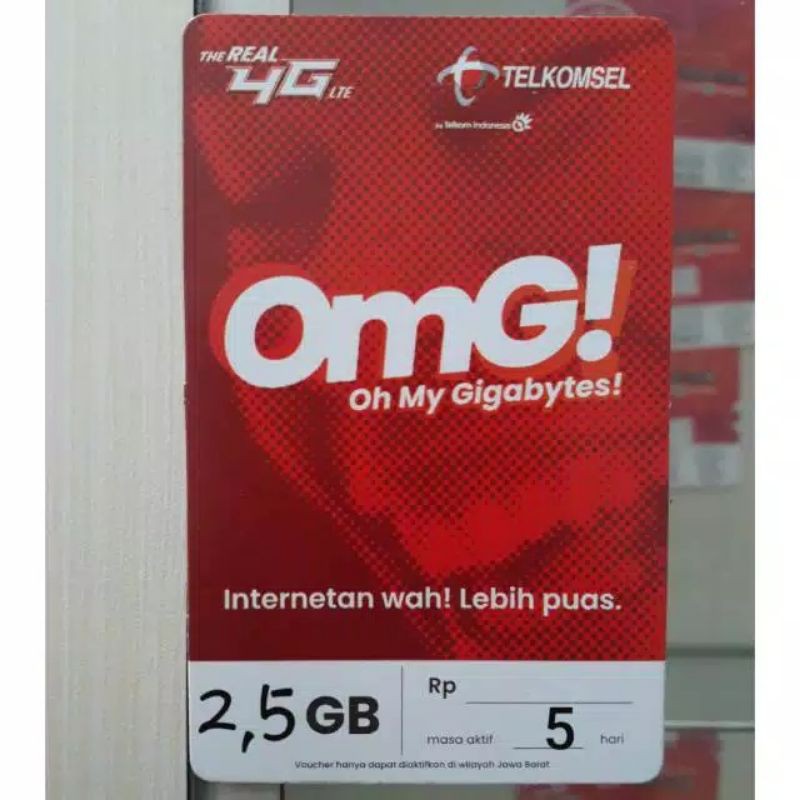 THE REAL
4G LTE
TELKOMSEL
by Telkom Indonesia
OmG!
Oh My Gigabytes!
Internetan wah! Lebih puas.
2,5 GB
Rp
masa aktif 5 hari
Voucher hanya dapat diaktifkan di wilayah Jawa Barat